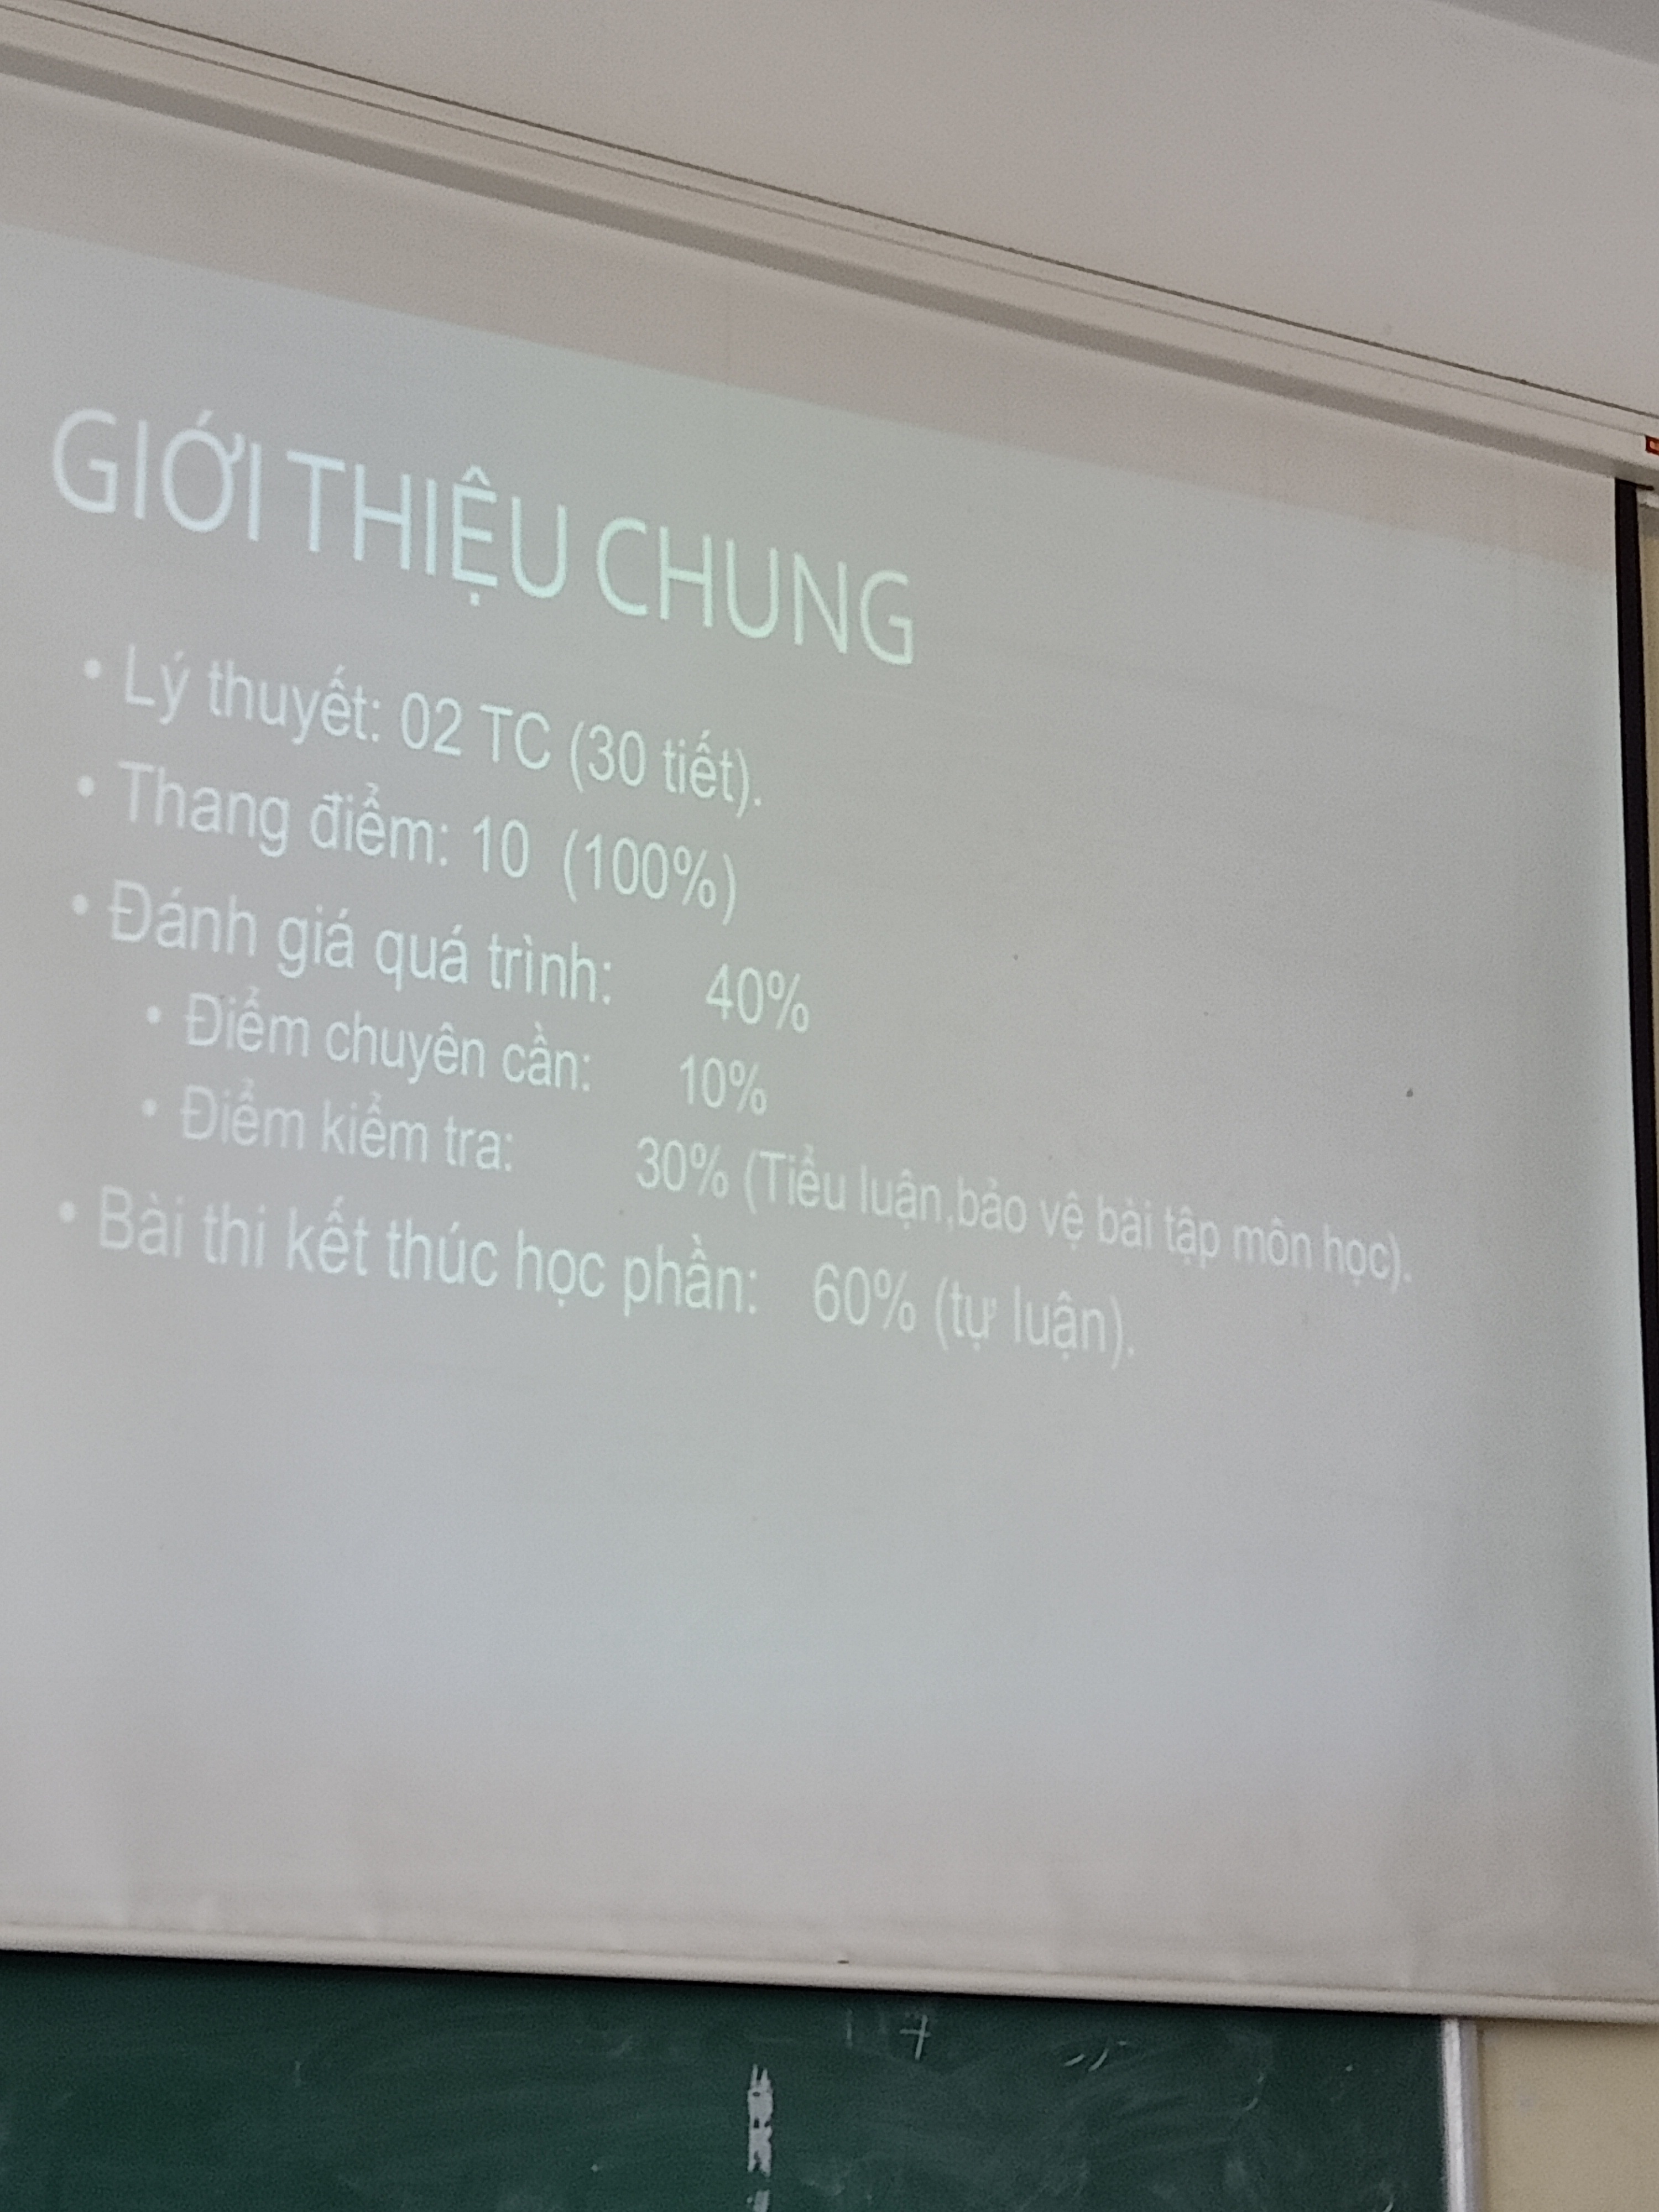 GIỚI THIỆU CHUNG
• Lý thuyết: 02 TC (30 tiết).
• Thang điểm: 10 (100%)
• Đánh giá quá trình: 40%
• Điểm chuyên cần: 10%
• Điểm kiểm tra: 30% (Tiểu luận,bảo vệ bài tập môn học).
• Bài thi kết thúc học phần: 60% (tự luận).